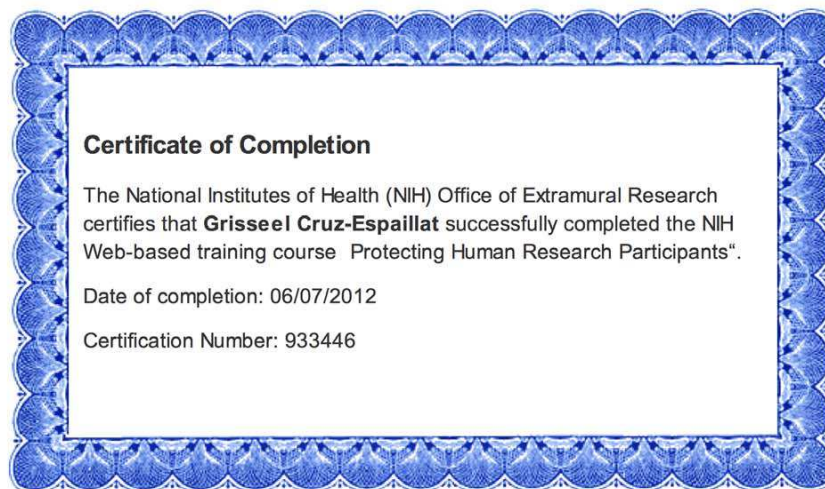 Certificate of Completion
The National Institutes of Health (NIH) Office of Extramural Research
certifies that Grisseel Cruz-Espaillat successfully completed the NIH
Web-based training course Protecting Human Research Participants“.
Date of completion: 06/07/2012
Certification Number: 933446